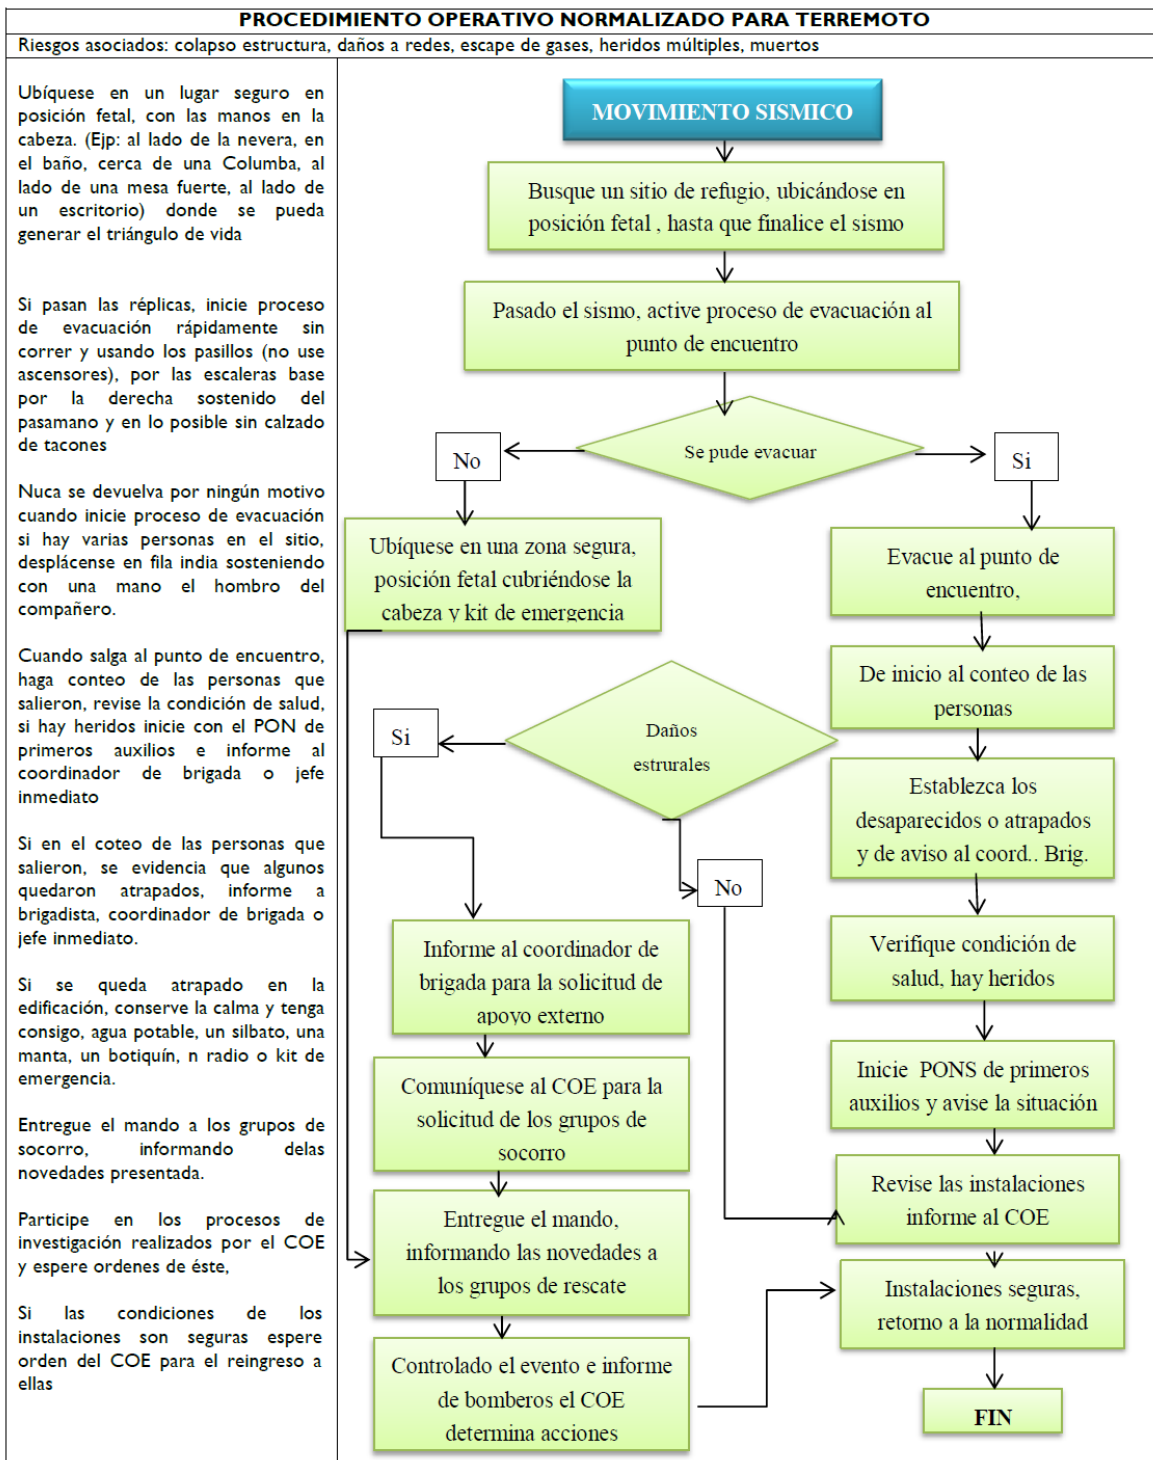 PROCEDIMIENTO OPERATIVO NORMALIZADO PARA TERREMOTO
Riesgos asociados: colapso estructura, daños a redes, escape de gases, heridos múltiples, muertos
Ubíquese en un lugar seguro en
posición fetal, con las manos en la
cabeza. (Ejp: al lado de la nevera, en
el baño, cerca de una Columba, al
lado de una mesa fuerte, al lado de
un escritorio) donde se pueda
generar el triángulo de vida
Si pasan las réplicas, inicie proceso
de evacuación rápidamente sin
correr y usando los pasillos (no use
ascensores), por las escaleras base
por la derecha sostenido del
pasamano y en lo posible sin calzado
de tacones
Nuca se devuelva por ningún motivo
cuando inicie proceso de evacuación
si hay varias personas en el sitio,
desplácense en fila india sosteniendo
con una mano el hombro del
compañero.
Cuando salga al punto de encuentro,
haga conteo de las personas que
salieron, revise la condición de salud,
si hay heridos inicie con el PON de
primeros auxilios e informe al
coordinador de brigada o jefe
inmediato
Si en el coteo de las personas que
salieron, se evidencia que algunos
quedaron atrapados, informe a
brigadista, coordinador de brigada o
jefe inmediato.
Si se queda atrapado en la
edificación, conserve la calma y tenga
consigo, agua potable, un silbato, una
manta, un botiquín, n radio o kit de
emergencia.
Entregue el mando a los grupos de
socorro, informando delas
novedades presentada.
Participe en los procesos de
investigación realizados por el COE
y espere ordenes de éste,
Si las condiciones de los
instalaciones son seguras espere
orden del COE para el reingreso a
ellas
MOVIMIENTO SISMICO
Busque un sitio de refugio, ubicándose en
posición fetal , hasta que finalice el sismo
Pasado el sismo, active proceso de evacuación al
punto de encuentro
Se pude evacuar
No
Si
Ubíquese en una zona segura,
posición fetal cubriéndose la
cabeza y kit de emergencia
Evacue al punto de
encuentro,
De inicio al conteo de las
personas
Daños
estrurales
Si
No
Establezca los
desaparecidos o atrapados
y de aviso al coord.. Brig.
Informe al coordinador de
brigada para la solicitud de
apoyo externo
Verifique condición de
salud, hay heridos
Comuníquese al COE para la
solicitud de los grupos de
socorro
Inicie PONS de primeros
auxilios y avise la situación
Entregue el mando,
informando las novedades a
los grupos de rescate
Revise las instalaciones
informe al COE
Instalaciones seguras,
retorno a la normalidad
Controlado el evento e informe
de bomberos el COE
determina acciones
FIN